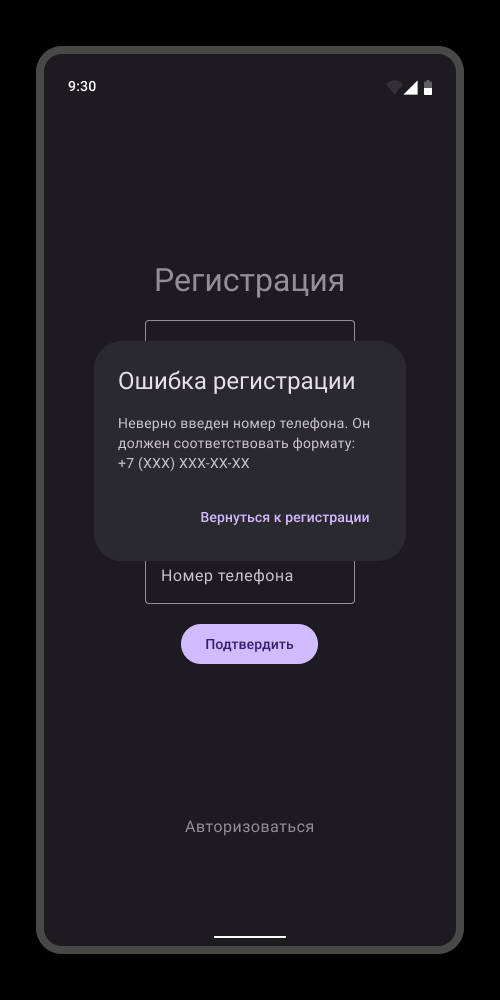 9:30
Регистрация
Ошибка регистрации
Неверно введен номер телефона. Он
должен соответствовать формату:
+7 (XXX) XXX-XX-XX
Вернуться к регистрации
Номер телефона
Подтвердить
Авторизоваться